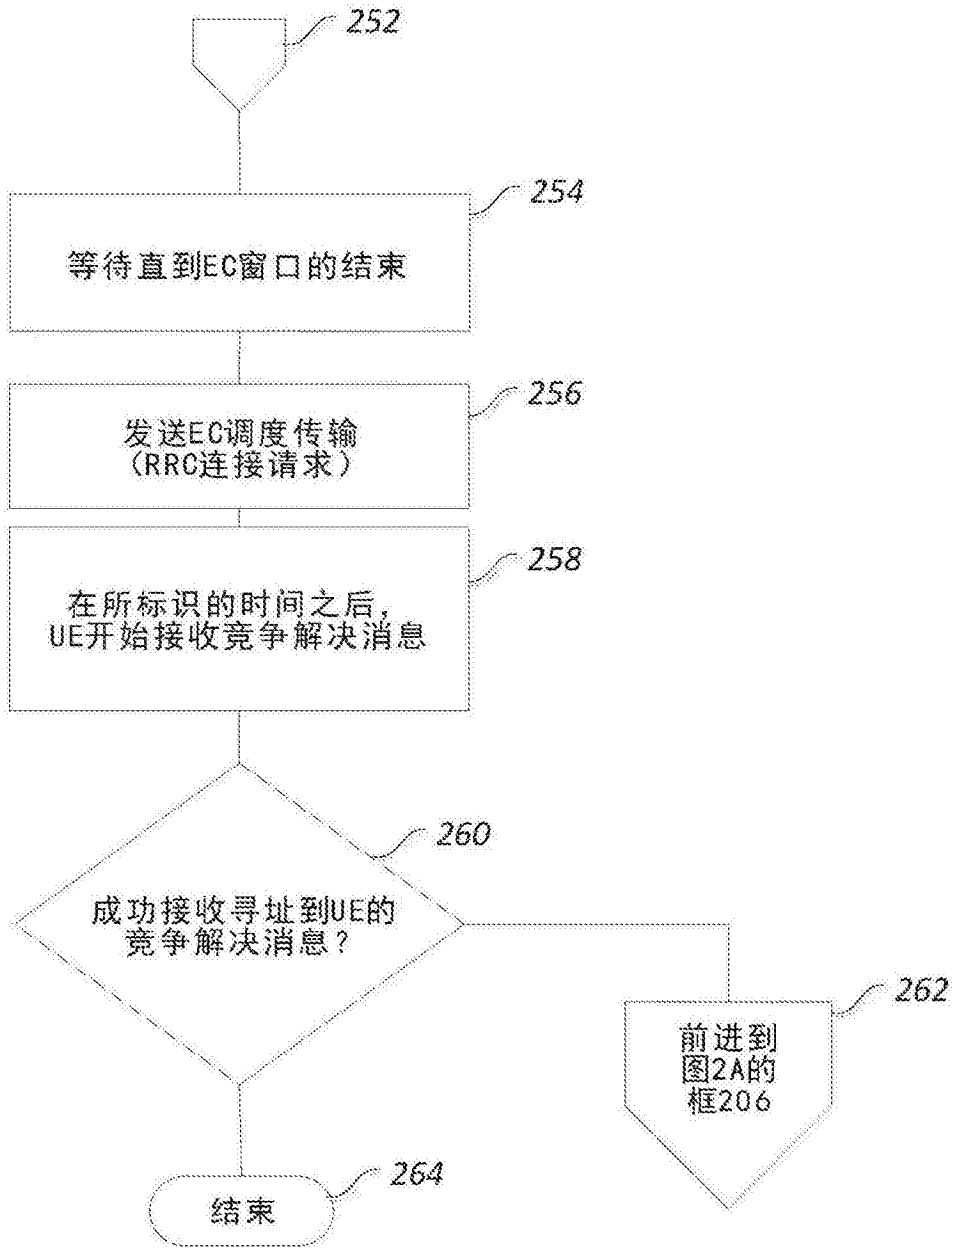 252
254
等待直到EC窗口的结束
256
发送EC调度传输
(RRC连接请求)
258
在所标识的时间之后,
UE开始接收竞争解决消息
260
成功接收寻址到UE的
竞争解决消息?
262
前进到
图2A的
框206
264
结束